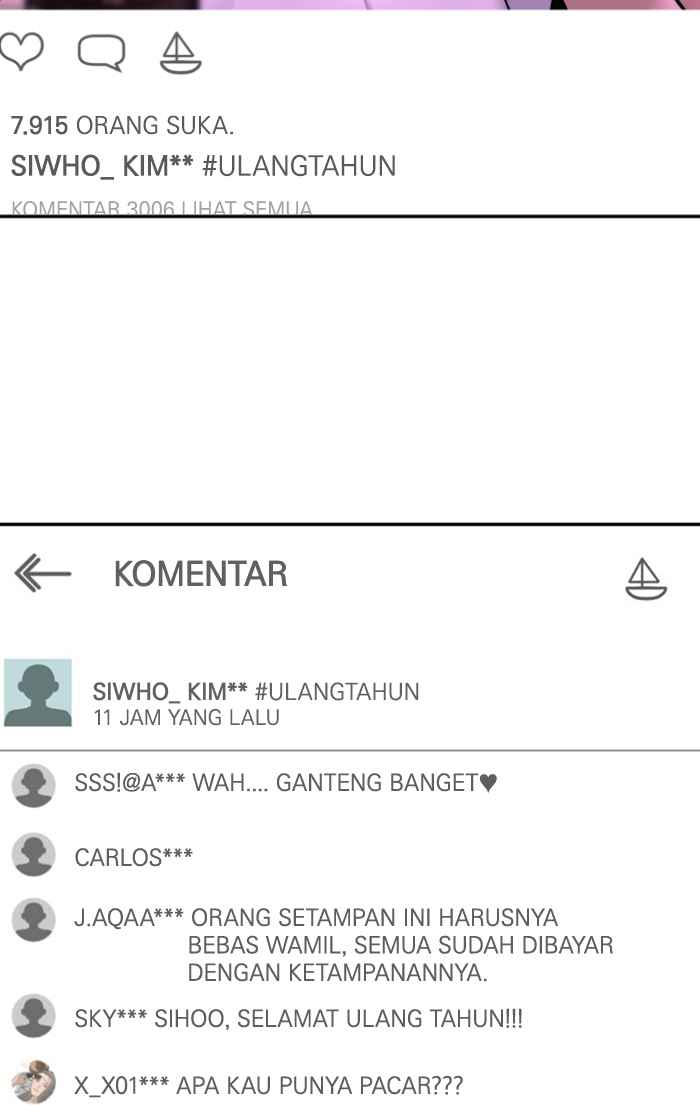 7.915 ORANG SUKA.
SIWHO_ KIM** #ULANGTAHUN
KOMENTAR 3006 LIHAT SEMUA
KOMENTAR
SIWHO_ KIM** #ULANGTAHUN
11 JAM YANG LALU
SSS!@A*** WAH.... GANTENG BANGET♥
CARLOS***
J.AQAA*** ORANG SETAMPAN INI HARUSNYA
BEBAS WAMIL, SEMUA SUDAH DIBAYAR
DENGAN KETAMPANANNYA.
SKY*** SIHOO, SELAMAT ULANG TAHUN!!!
X_X01*** APA KAU PUNYA PACAR???